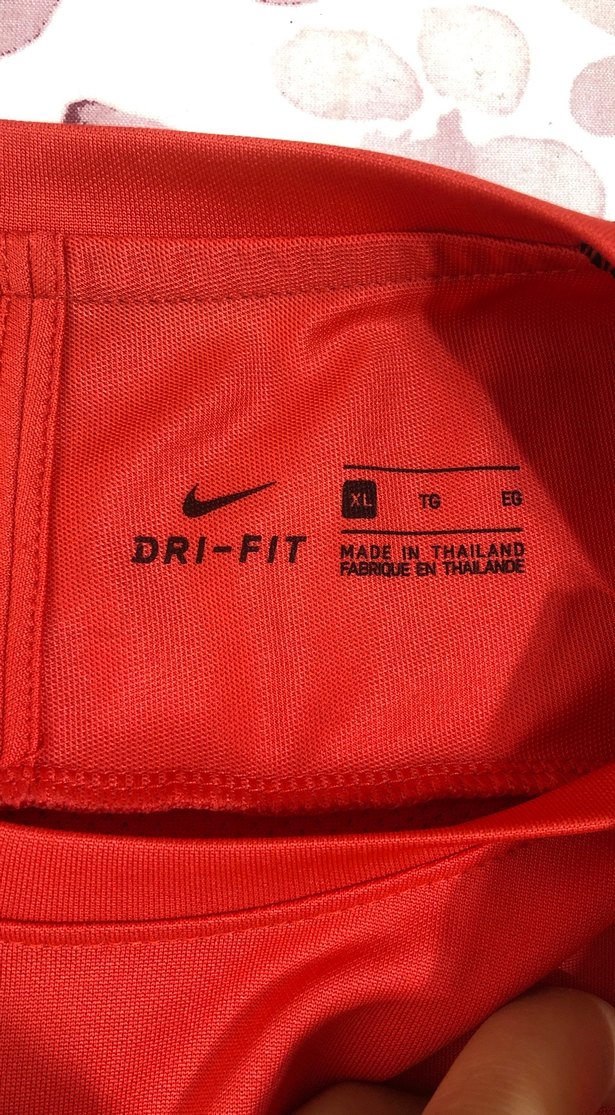 XL TG EG
DRI-FIT
MADE IN THAILAND
FABRIQUE EN THAILANDE